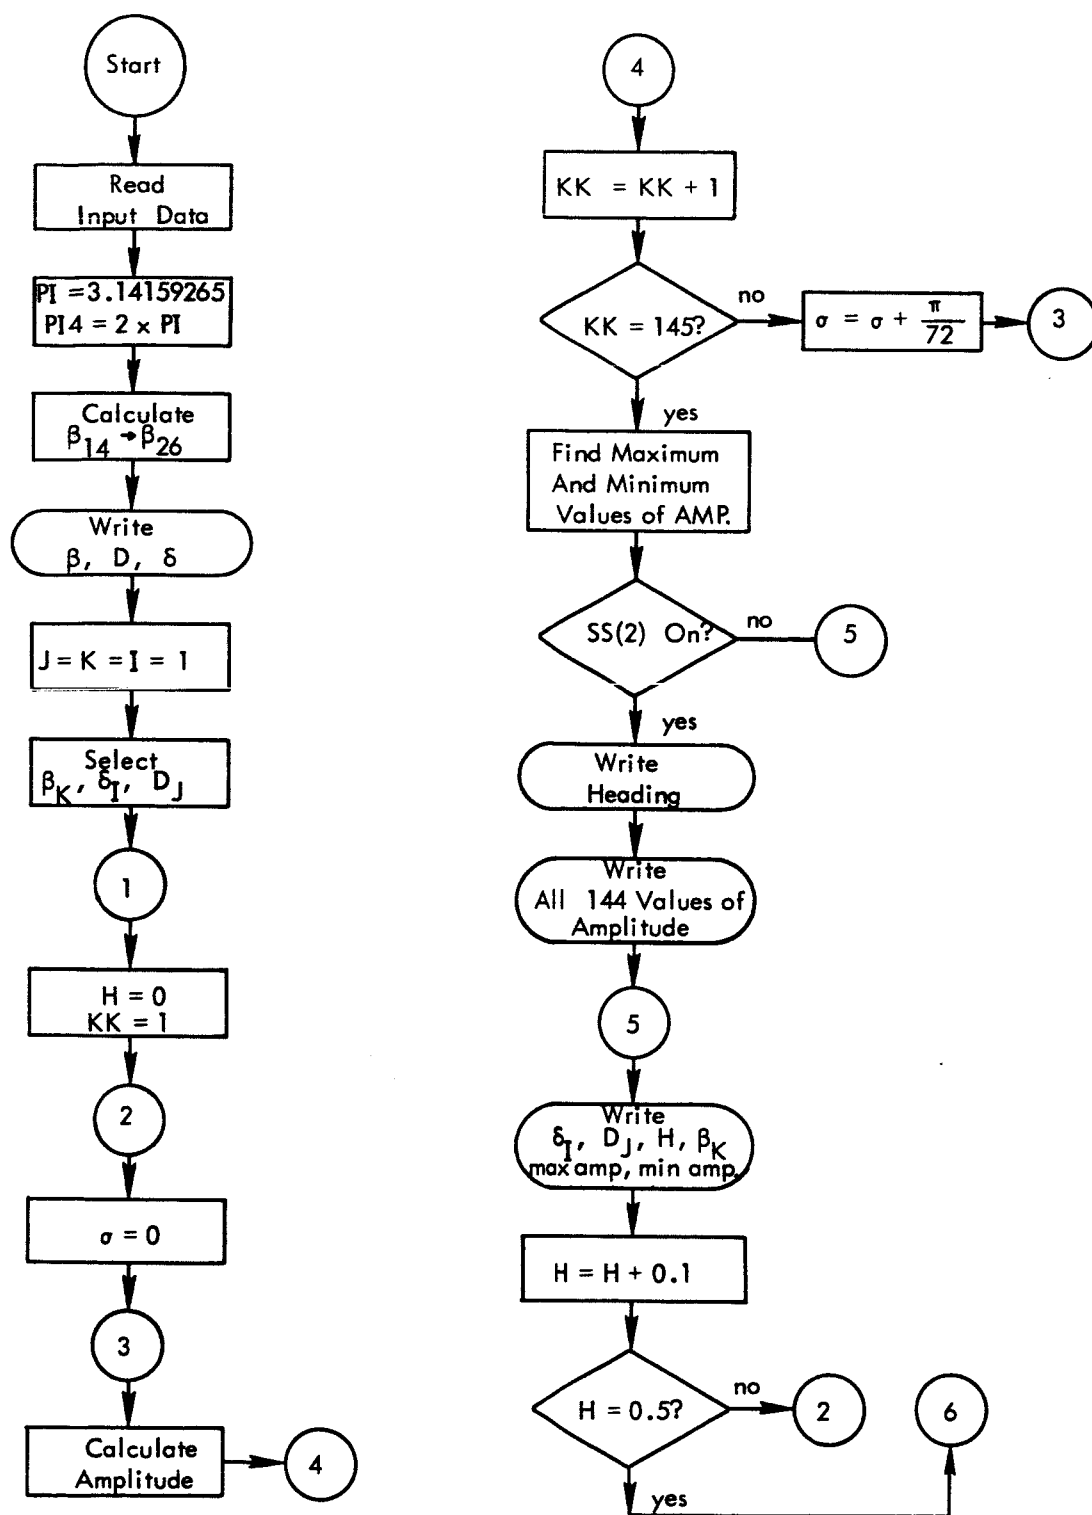 Start
Read
Input Data
PI = 3.14159265
PI4 = 2 x PI
Calculate
β14 → β26
Write
β, D, δ
J = K = I = 1
Select
βK, δI, DJ
1
H = 0
KK = 1
2
σ = 0
3
Calculate
Amplitude
4
4
KK = KK + 1
KK = 145?
no
σ = σ + π/72
3
yes
Find Maximum
And Minimum
Values of AMP.
SS(2) On?
no
5
yes
Write
Heading
Write
All 144 Values of
Amplitude
5
Write
δI, DJ, H, βK
max amp, min amp.
H = H + 0.1
H = 0.5?
no
2
6
yes